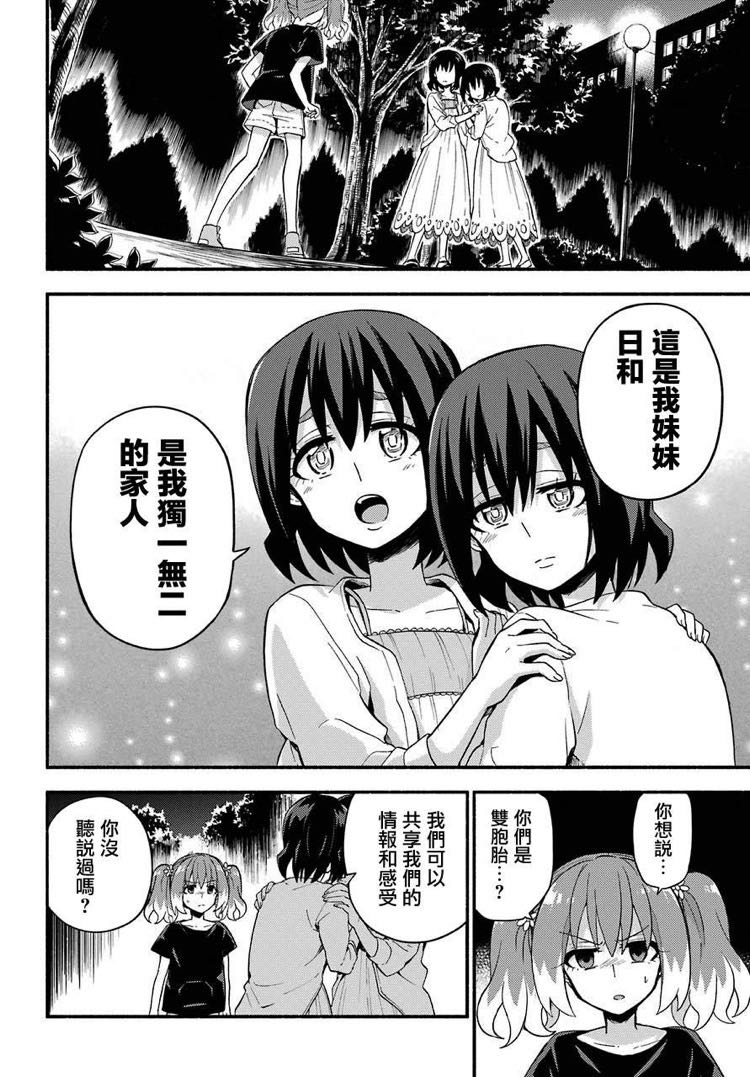 這是我妹妹
日和
是我獨一無二
的家人
你想說…
你們是
雙胞胎…?
我們可以
共享我們的
情報和感受
你沒
聽説過嗎?